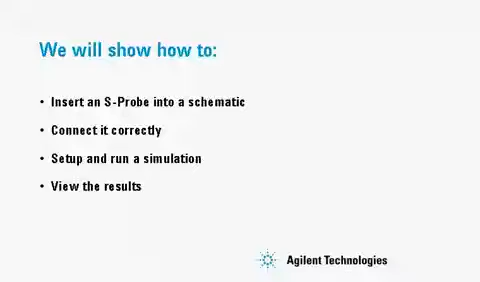 We will show how to:
• Insert an S-Probe into a schematic
• Connect it correctly
• Setup and run a simulation
• View the results
Agilent Technologies